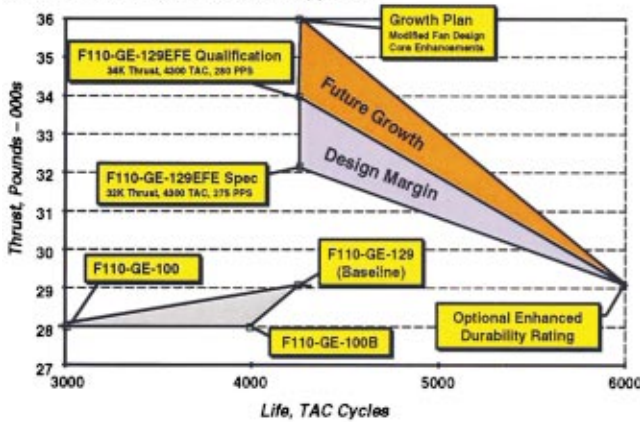 36
35
34
33
32
31
30
29
28
27
Thrust, Pounds – 000s
Growth Plan
Modified Fan Design
Core Enhancements
F110-GE-129EFE Qualification
34K Thrust, 4300 TAC, 280 PPS
Future Growth
Design Margin
F110-GE-129EFE Spec
32K Thrust, 4300 TAC, 275 PPS
F110-GE-129
(Baseline)
F110-GE-100
Optional Enhanced
Durability Rating
F110-GE-100B
3000
4000
5000
6000
Life, TAC Cycles